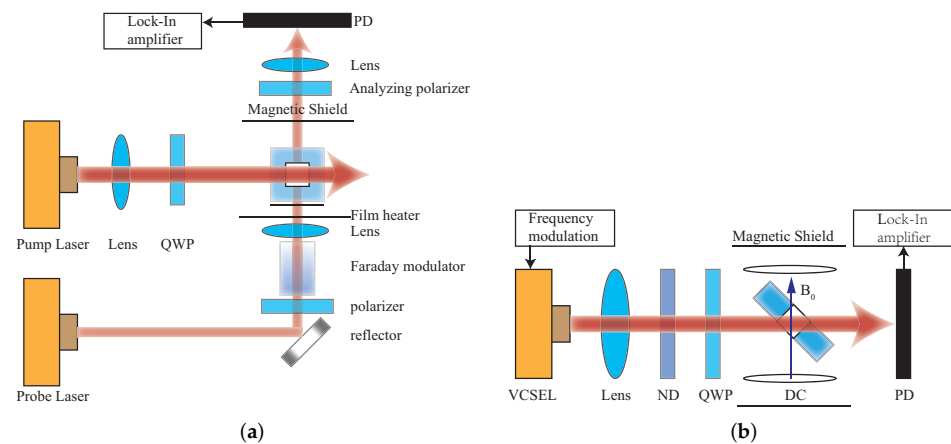 Lock-In
amplifier
PD
Lens
Analyzing polarizer
Magnetic Shield
Pump Laser
Lens
QWP
Film heater
Lens
Faraday modulator
polarizer
reflector
Probe Laser
(a)
Frequency
modulation
Magnetic Shield
Lock-In
amplifier
B0
VCSEL
Lens
ND
QWP
DC
PD
(b)